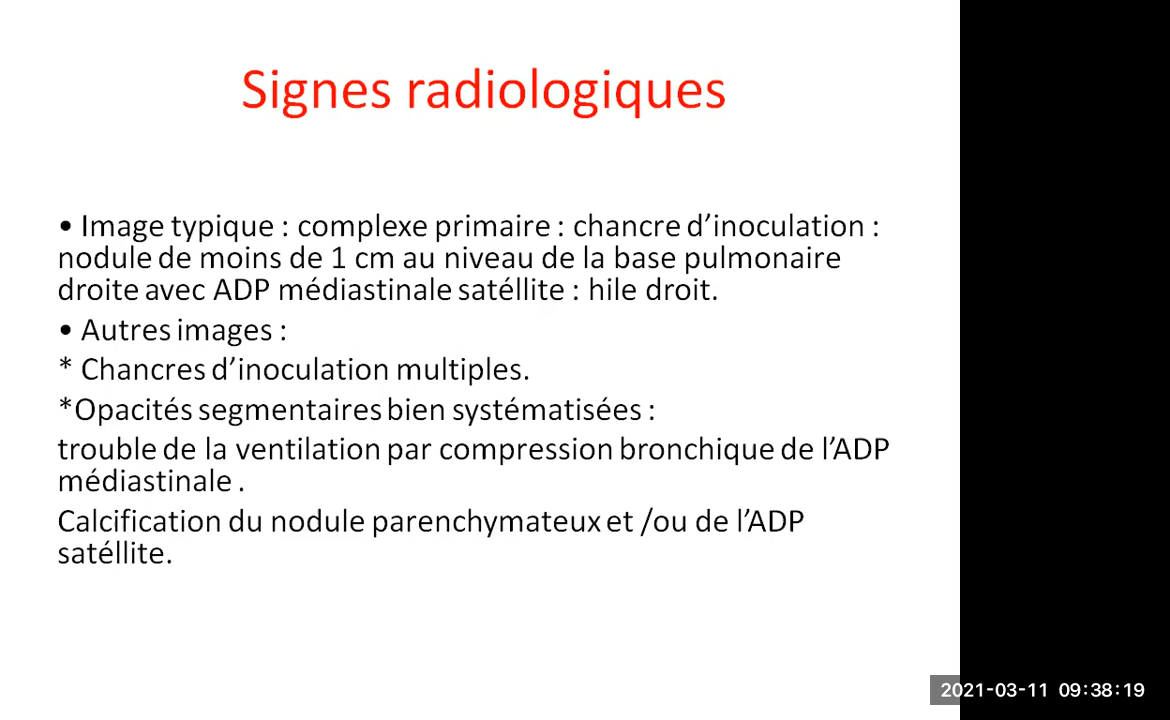 Signes radiologiques
• Image typique : complexe primaire : chancre d’inoculation :
nodule de moins de 1 cm au niveau de la base pulmonaire
droite avec ADP médiastinale satéllite : hile droit.
• Autres images :
* Chancres d’inoculation multiples.
*Opacités segmentaires bien systématisées :
trouble de la ventilation par compression bronchique de l’ADP
médiastinale .
Calcification du nodule parenchymateux et /ou de l’ADP
satéllite.
2021-03-11 09:38:19